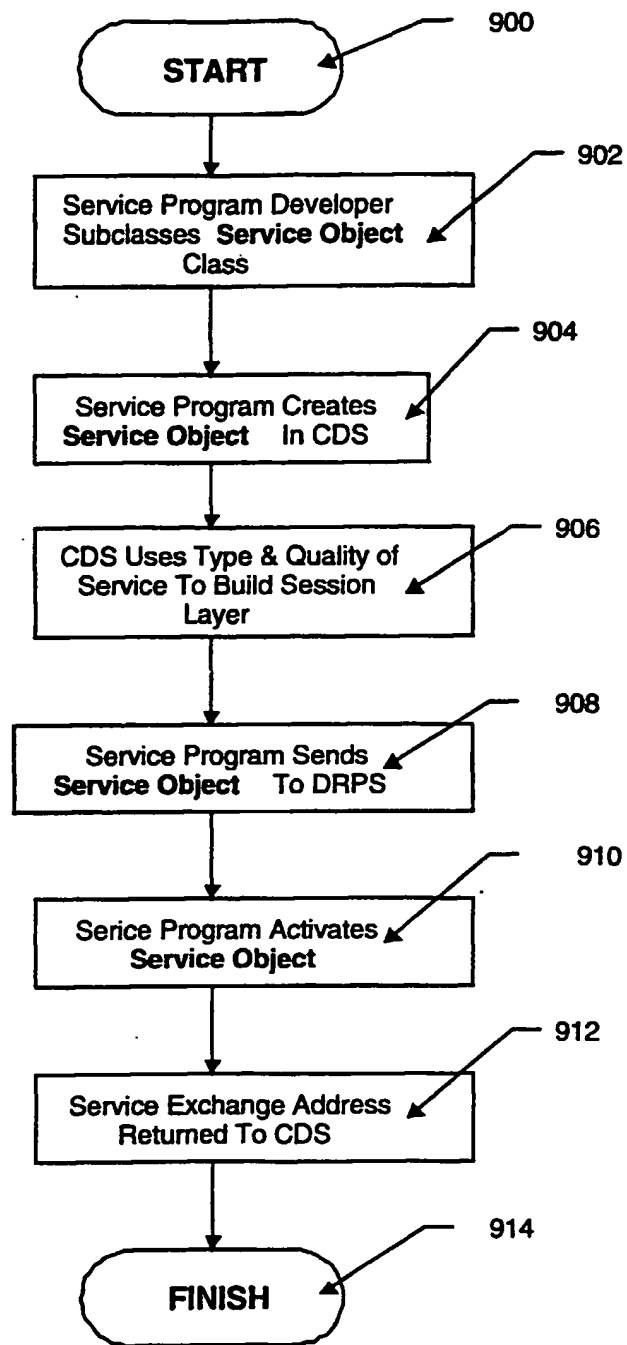 900
START
902
Service Program Developer
Subclasses Service Object
Class
904
Service Program Creates
Service Object In CDS
906
CDS Uses Type & Quality of
Service To Build Session
Layer
908
Service Program Sends
Service Object To DRPS
910
Serice Program Activates
Service Object
912
Service Exchange Address
Returned To CDS
914
FINISH